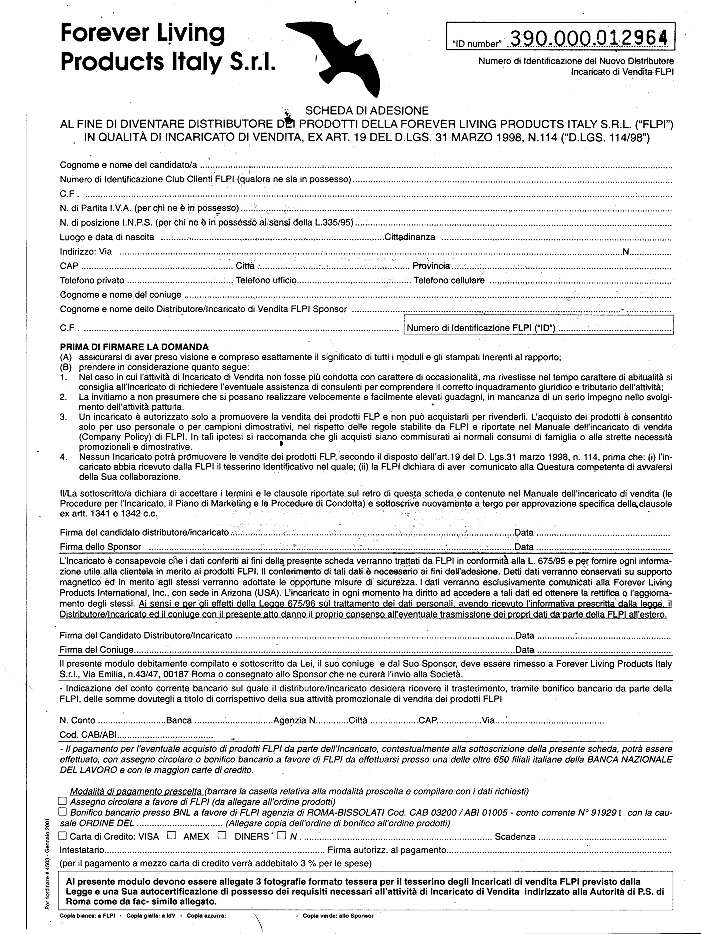 Forever Living
Products Italy S.r.l.
"ID number" 390.000.012964
Numero di Identificazione del Nuovo Distributore
Incaricato di Vendita FLPI
SCHEDA DI ADESIONE
AL FINE DI DIVENTARE DISTRIBUTORE DEI PRODOTTI DELLA FOREVER LIVING PRODUCTS ITALY S.R.L. ("FLPI")
IN QUALITÀ DI INCARICATO DI VENDITA, EX ART. 19 DEL D.LGS. 31 MARZO 1998, N.114 ("D.LGS. 114/98")
Cognome e nome del candidato/a
Numero di Identificazione Club Clienti FLPI (qualora ne sia in possesso)
C.F.
N. di Partita I.V.A. (per chi ne è in possesso)
N. di posizione I.N.P.S. (per chi ne è in possesso ai sensi della L.335/95)
Luogo e data di nascita Cittadinanza
Indirizzo: Via N.
CAP Città Provincia
Telefono privato Telefono ufficio Telefono cellulare
Cognome e nome del coniuge
Cognome e nome dello Distributore/Incaricato di Vendita FLPI Sponsor
C.F. Numero di Identificazione FLPI ("ID")
PRIMA DI FIRMARE LA DOMANDA
(A) assicurarsi di aver preso visione e compreso esattamente il significato di tutti i moduli e gli stampati inerenti al rapporto;
(B) prendere in considerazione quanto segue:
1. Nel caso in cui l'attività di Incaricato di Vendita non fosse più condotta con carattere di occasionalità, ma rivestisse nel tempo carattere di abitualità si
consiglia all'Incaricato di richiedere l'eventuale assistenza di consulenti per comprendere il corretto inquadramento giuridico e tributario dell'attività;
2. La invitiamo a non presumere che si possano realizzare velocemente e facilmente elevati guadagni, in mancanza di un serio impegno nello svolgi-
mento dell'attività pattuita.
3. Un incaricato è autorizzato solo a promuovere la vendita dei prodotti FLP e non può acquistarli per rivenderli. L'acquisto dei prodotti è consentito
solo per uso personale o per campioni dimostrativi, nel rispetto delle regole stabilite da FLPI e riportate nel Manuale dell'incaricato di vendita
(Company Policy) di FLPI. In tali ipotesi si raccomanda che gli acquisti siano commisurati ai normali consumi di famiglia o alle strette necessità
promozionali e dimostrative.
4. Nessun Incaricato potrà promuovere le vendite dei prodotti FLP, secondo il disposto dell'art.19 del D.Lgs.31 marzo 1998, n. 114, prima che: (i) l'in-
caricato abbia ricevuto dalla FLPI il tesserino Identificativo nel quale; (ii) la FLPI dichiara di aver comunicato alla Questura competente di avvalersi
della Sua collaborazione.
Il/La sottoscritto/a dichiara di accettare i termini e le clausole riportate sul retro di questa scheda e contenute nel Manuale dell'incaricato di vendita (le
Procedure per l'Incaricato, il Piano di Marketing e le Procedure di Condotta) e sottoscrive nuovamente a tergo per approvazione specifica della clausole
ex artt. 1341 e 1342 c.c.
Firma del candidato distributore/incaricato Data
Firma dello Sponsor Data
L'Incaricato è consapevole che i dati conferiti ai fini della presente scheda verranno trattati da FLPI in conformità alla L. 675/95 e per fornire ogni informa-
zione utile alla clientela in merito ai prodotti FLPI. Il conferimento di tali dati è necessario ai fini dell'adesione. Detti dati verranno conservati su supporto
magnetico ed in merito agli stessi verranno adottate le opportune misure di sicurezza. I dati verranno esclusivamente comunicati alla Forever Living
Products International, Inc., con sede in Arizona (USA). L'incaricato in ogni momento ha diritto ad accedere a tali dati ed ottenere la rettifica o l'aggiorna-
mento degli stessi. Ai sensi e per gli effetti della Legge 675/96 sul trattamento dei dati personali, avendo ricevuto l'informativa prescritta dalla legge, il
Distributore/Incaricato ed il coniuge con il presente atto danno il proprio consenso all'eventuale trasmissione dei propri dati da parte della FLPI all'estero.
Firma del Candidato Distributore/Incaricato Data
Firma del Coniuge Data
Il presente modulo debitamente compilato e sottoscritto da Lei, il suo coniuge e dal Suo Sponsor, deve essere rimesso a Forever Living Products Italy
S.r.l., Via Emilia, n.43/47, 00187 Roma o consegnato allo Sponsor che ne curerà l'invio alla Società.
- Indicazione del conto corrente bancario sul quale il distributore/incaricato desidera ricevere il trasferimento, tramite bonifico bancario da parte della
FLPI, delle somme dovutegli a titolo di corrispettivo della sua attività promozionale di vendita dei prodotti FLPI
N. Conto Banca Agenzia N. Città CAP Via
Cod. CAB/ABI
- Il pagamento per l'eventuale acquisto di prodotti FLPI da parte dell'Incaricato, contestualmente alla sottoscrizione della presente scheda, potrà essere
effettuato, con assegno circolare o bonifico bancario a favore di FLPI da effettuarsi presso una delle oltre 650 filiali italiane della BANCA NAZIONALE
DEL LAVORO e con le maggion carte di credito.
Modalità di pagamento prescelta (barrare la casella relativa alla modalità prescelta e compilare con i dati richiesti)
Assegno circolare a favore di FLPI (da allegare all'ordine prodotti)
Bonifico bancario presso BNL a favore di FLPI agenzia di ROMA-BISSOLATI Cod. CAB 03200 / ABI 01005 - conto corrente N° 919291 con la cau-
sale ORDINE DEL (Allegare copia dell'ordine di bonifico all'ordine prodotti)
Carta di Credito: VISA AMEX DINERS N. Scadenza
Intestatario Firma autorizz. al pagamento
(per il pagamento a mezzo carta di credito verrà addebitato 3 % per le spese)
Al presente modulo devono essere allegate 3 fotografie formato tessera per il tesserino degli Incaricati di vendita FLPI previsto dalla
Legge e una Sua autocertificazione di possesso dei requisiti necessari all'attività di Incaricato di Vendita indirizzato alla Autorità di P.S. di
Roma come da fac- simile allegato.
Copia bianca: a FLPI - Copia gialla: a IdV - Copia azzurra: - Copia verde: allo Sponsor
Per riordinare # 4503 - Gennaio 2001